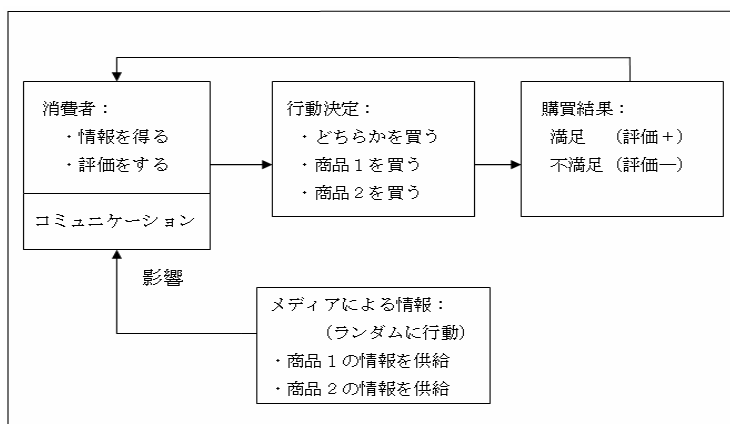 消費者：
・情報を得る
・評価をする
コミュニケーション
行動決定：
・どちらかを買う
・商品１を買う
・商品２を買う
購買結果：
満足　（評価＋）
不満足（評価―）
影響
メディアによる情報：
（ランダムに行動）
・商品１の情報を供給
・商品２の情報を供給